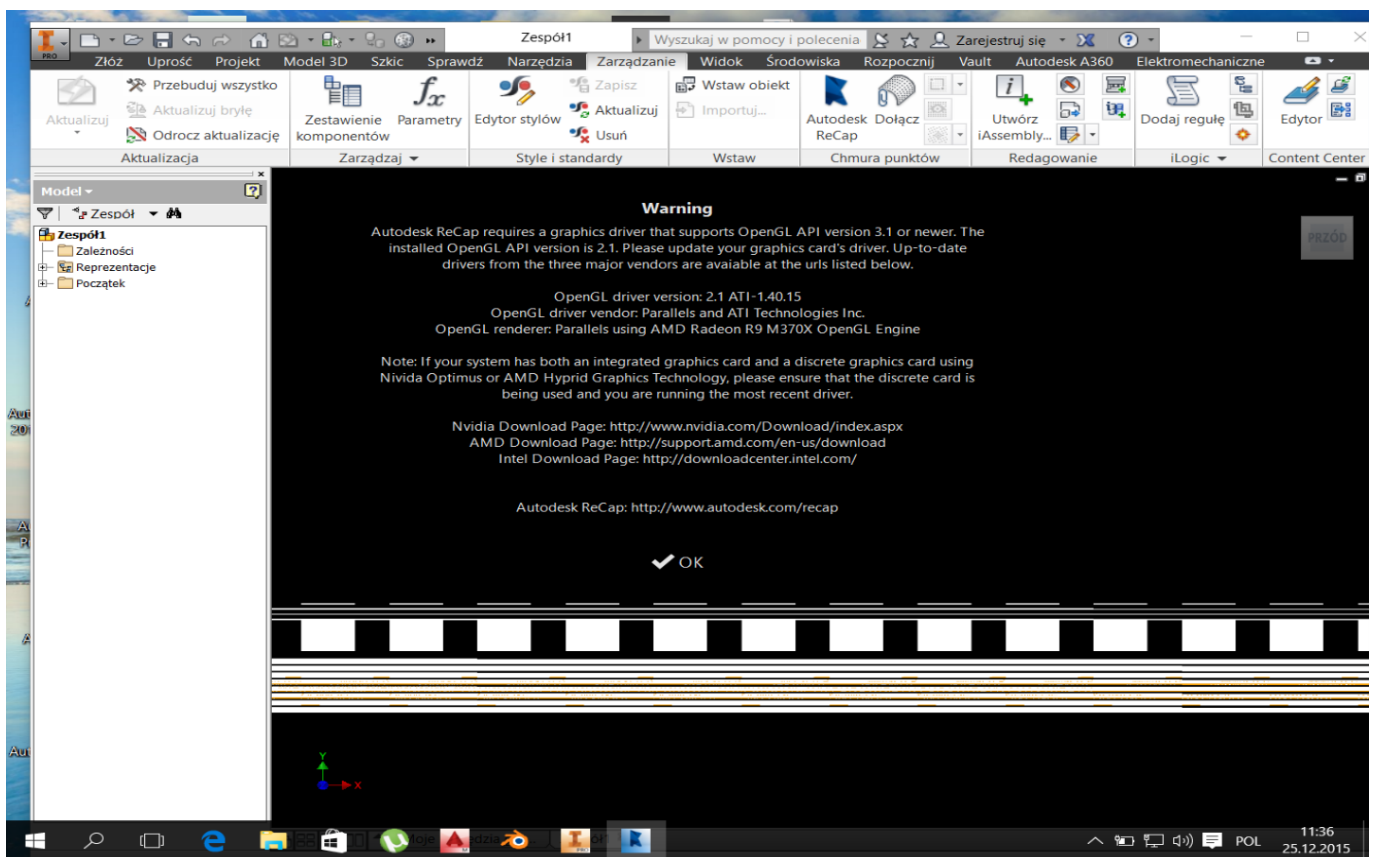 PRO
Zespół1
Wyszukaj w pomocy i polecenia
Zarejestruj się
Złóż Uprość Projekt Model 3D Szkic Sprawdź Narzędzia Zarządzanie Widok Środowiska Rozpocznij Vault Autodesk A360 Elektromechaniczne
Aktualizuj
Przebuduj wszystko
Aktualizuj bryłę
Odrocz aktualizację
Zestawienie komponentów
Parametry
Edytor stylów
Zapisz
Aktualizuj
Usuń
Wstaw obiekt
Importuj...
Autodesk ReCap
Dołącz
Utwórz iAssembly...
Dodaj regułę
Edytor
Aktualizacja Zarządzaj Style i standardy Wstaw Chmura punktów Redagowanie iLogic Content Center
Model
Zespół
Zespół1
Zależności
Reprezentacje
Początek
Warning
Autodesk ReCap requires a graphics driver that supports OpenGL API version 3.1 or newer. The
installed OpenGL API version is 2.1. Please update your graphics card's driver. Up-to-date
drivers from the three major vendors are avaiable at the urls listed below.
OpenGL driver version: 2.1 ATI-1.40.15
OpenGL driver vendor: Parallels and ATI Technologies Inc.
OpenGL renderer: Parallels using AMD Radeon R9 M370X OpenGL Engine
Note: If your system has both an integrated graphics card and a discrete graphics card using
Nivida Optimus or AMD Hyprid Graphics Technology, please ensure that the discrete card is
being used and you are running the most recent driver.
Nvidia Download Page: http://www.nvidia.com/Download/index.aspx
AMD Download Page: http://support.amd.com/en-us/download
Intel Download Page: http://downloadcenter.intel.com/
Autodesk ReCap: http://www.autodesk.com/recap
OK
PRZÓD
Y
X
POL
11:36
25.12.2015